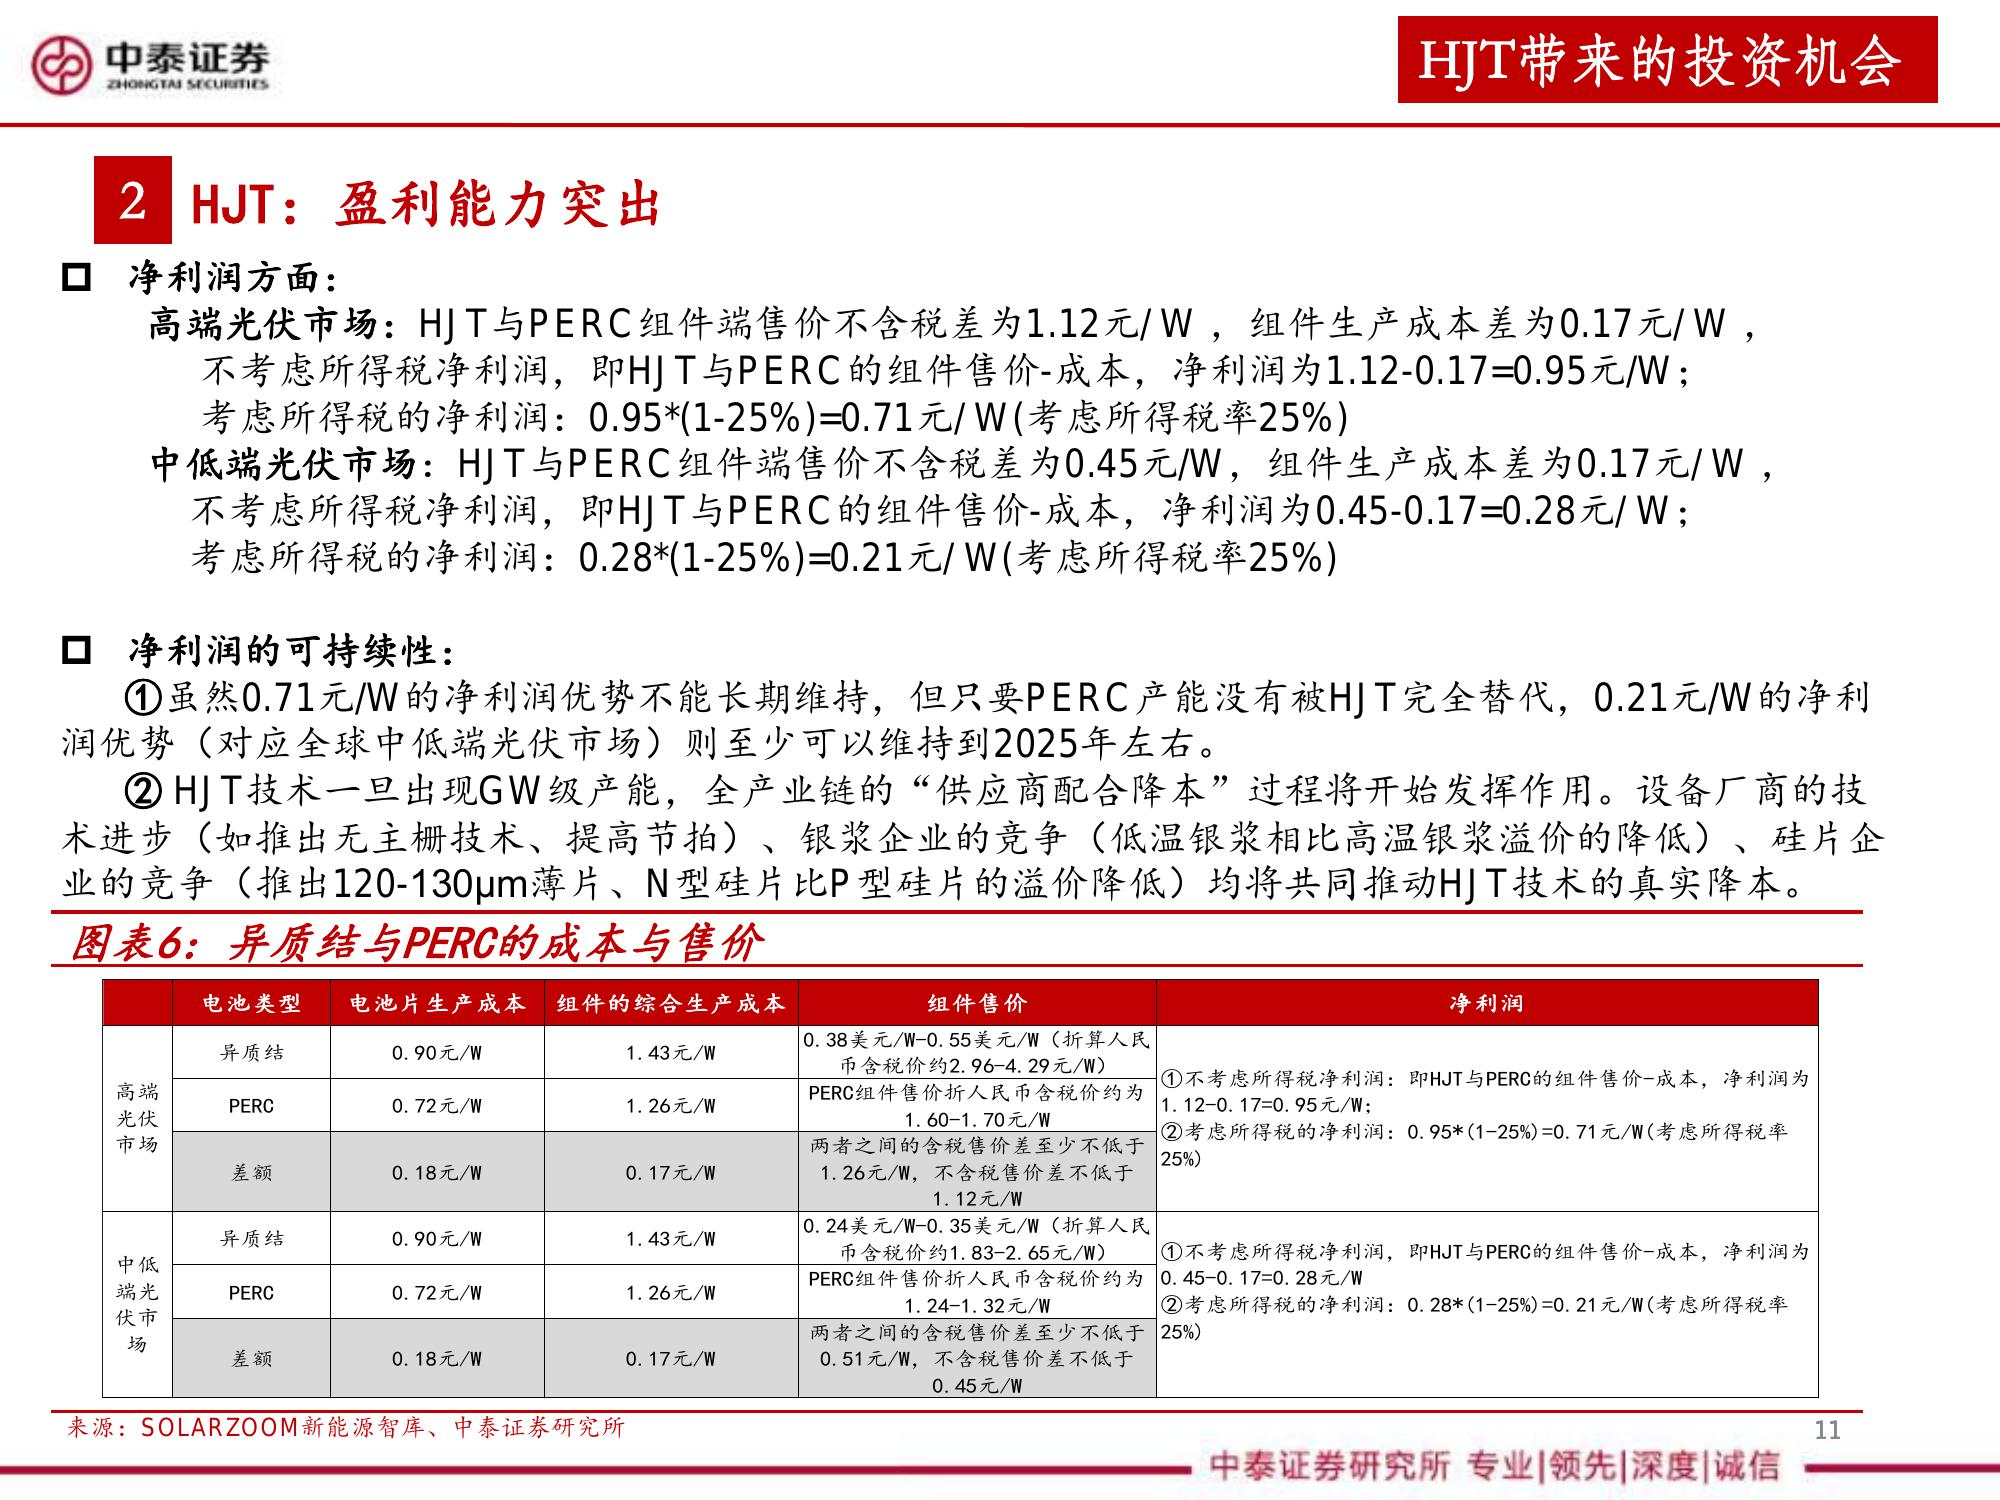 中泰证券
ZHONGTAI SECURITIES
HJT带来的投资机会
2 HJT：盈利能力突出
净利润方面：
高端光伏市场：HJT与PERC组件端售价不含税差为1.12元/W，组件生产成本差为0.17元/W，
不考虑所得税净利润，即HJT与PERC的组件售价-成本，净利润为1.12-0.17=0.95元/W；
考虑所得税的净利润：0.95*(1-25%)=0.71元/W(考虑所得税率25%)
中低端光伏市场：HJT与PERC组件端售价不含税差为0.45元/W，组件生产成本差为0.17元/W，
不考虑所得税净利润，即HJT与PERC的组件售价-成本，净利润为0.45-0.17=0.28元/W；
考虑所得税的净利润：0.28*(1-25%)=0.21元/W(考虑所得税率25%)
净利润的可持续性：
①虽然0.71元/W的净利润优势不能长期维持，但只要PERC产能没有被HJT完全替代，0.21元/W的净利
润优势（对应全球中低端光伏市场）则至少可以维持到2025年左右。
②HJT技术一旦出现GW级产能，全产业链的“供应商配合降本”过程将开始发挥作用。设备厂商的技
术进步（如推出无主栅技术、提高节拍）、银浆企业的竞争（低温银浆相比高温银浆溢价的降低）、硅片企
业的竞争（推出120-130μm薄片、N型硅片比P型硅片的溢价降低）均将共同推动HJT技术的真实降本。
图表6：异质结与PERC的成本与售价
电池类型 电池片生产成本 组件的综合生产成本 组件售价 净利润
高端
光伏
市场
异质结 0.90元/W 1.43元/W
0.38美元/W-0.55美元/W（折算人民
币含税价约2.96-4.29元/W）
PERC 0.72元/W 1.26元/W
PERC组件售价折人民币含税价约为
1.60-1.70元/W
差额 0.18元/W 0.17元/W
两者之间的含税售价差至少不低于
1.26元/W，不含税售价差不低于
1.12元/W
①不考虑所得税净利润：即HJT与PERC的组件售价-成本，净利润为
1.12-0.17=0.95元/W；
②考虑所得税的净利润：0.95*(1-25%)=0.71元/W(考虑所得税率
25%)
中低
端光
伏市
场
异质结 0.90元/W 1.43元/W
0.24美元/W-0.35美元/W（折算人民
币含税价约1.83-2.65元/W）
PERC 0.72元/W 1.26元/W
PERC组件售价折人民币含税价约为
1.24-1.32元/W
差额 0.18元/W 0.17元/W
两者之间的含税售价差至少不低于
0.51元/W，不含税售价差不低于
0.45元/W
①不考虑所得税净利润，即HJT与PERC的组件售价-成本，净利润为
0.45-0.17=0.28元/W
②考虑所得税的净利润：0.28*(1-25%)=0.21元/W(考虑所得税率
25%)
来源：SOLARZOOM新能源智库、中泰证券研究所
11
中泰证券研究所 专业|领先|深度|诚信